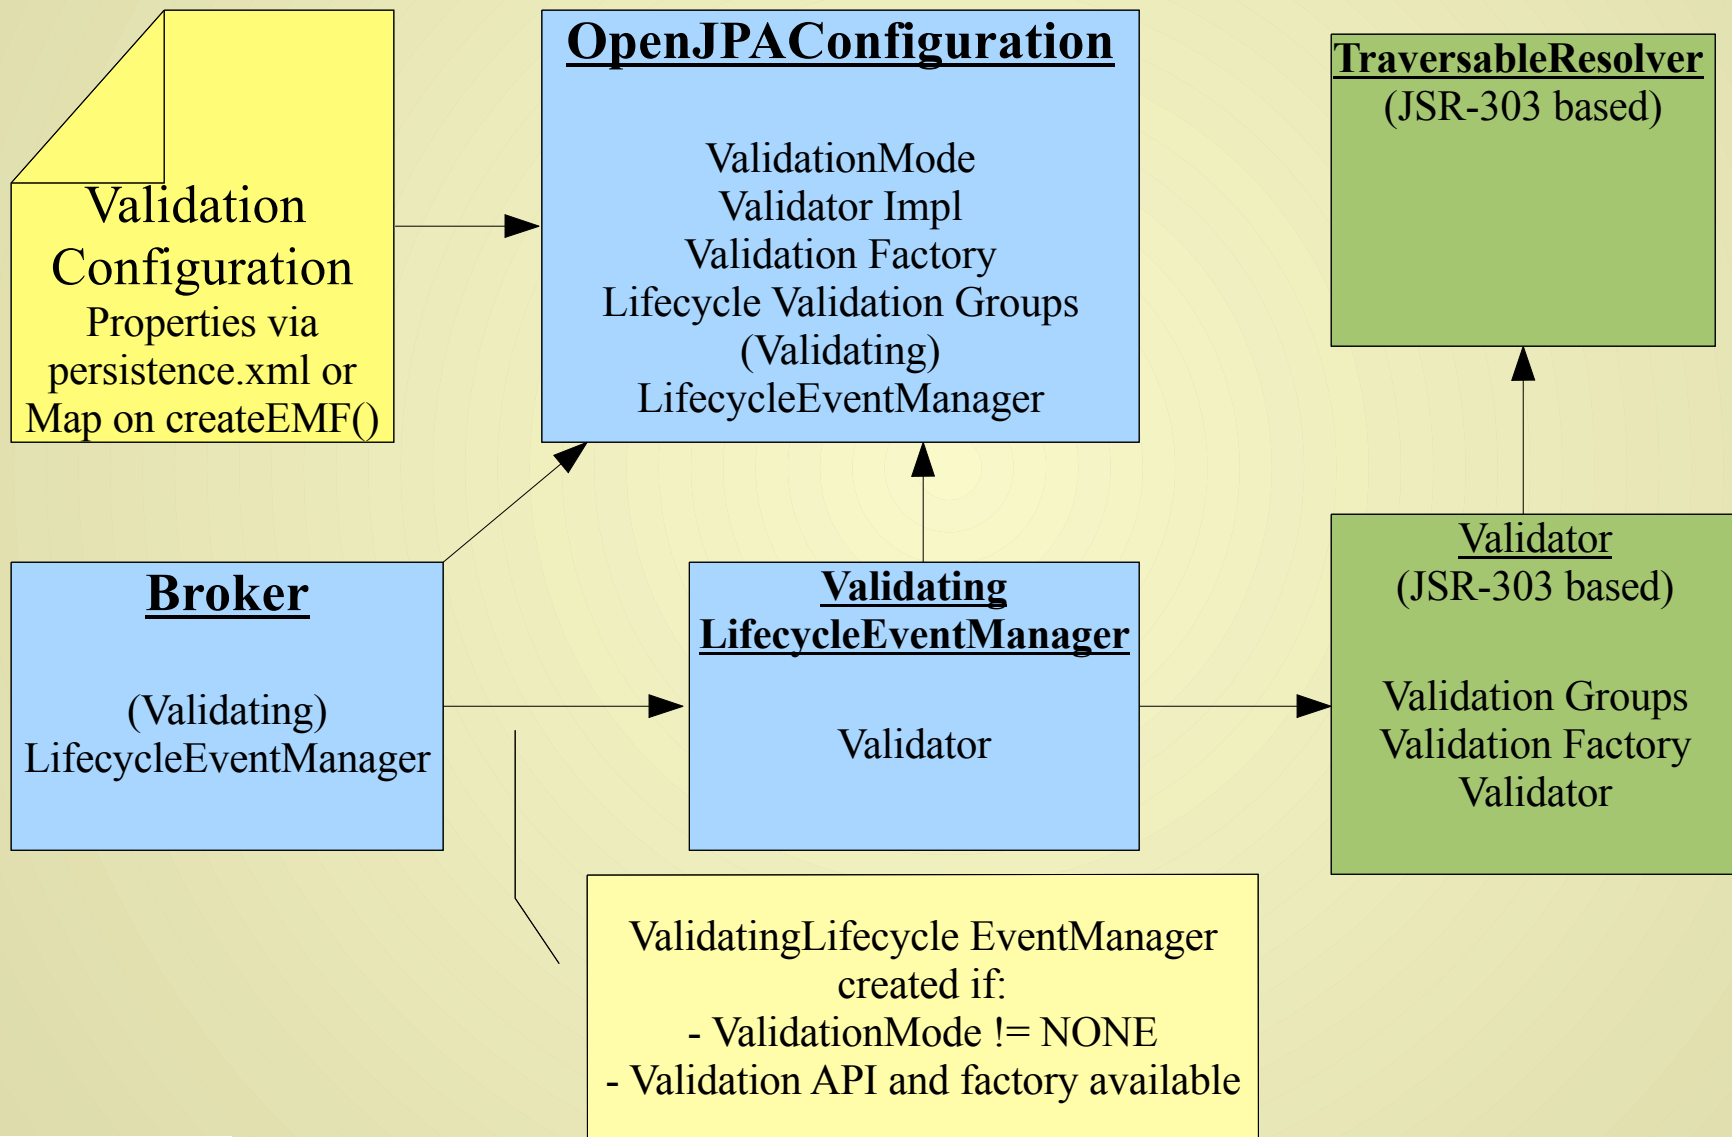 Validation
Configuration
Properties via
persistence.xml or
Map on createEMF()
OpenJPAConfiguration
ValidationMode
Validator Impl
Validation Factory
Lifecycle Validation Groups
(Validating)
LifecycleEventManager
TraversableResolver
(JSR-303 based)
Broker
(Validating)
LifecycleEventManager
Validating
LifecycleEventManager
Validator
Validator
(JSR-303 based)
Validation Groups
Validation Factory
Validator
ValidatingLifecycle EventManager
created if:
- ValidationMode != NONE
- Validation API and factory available